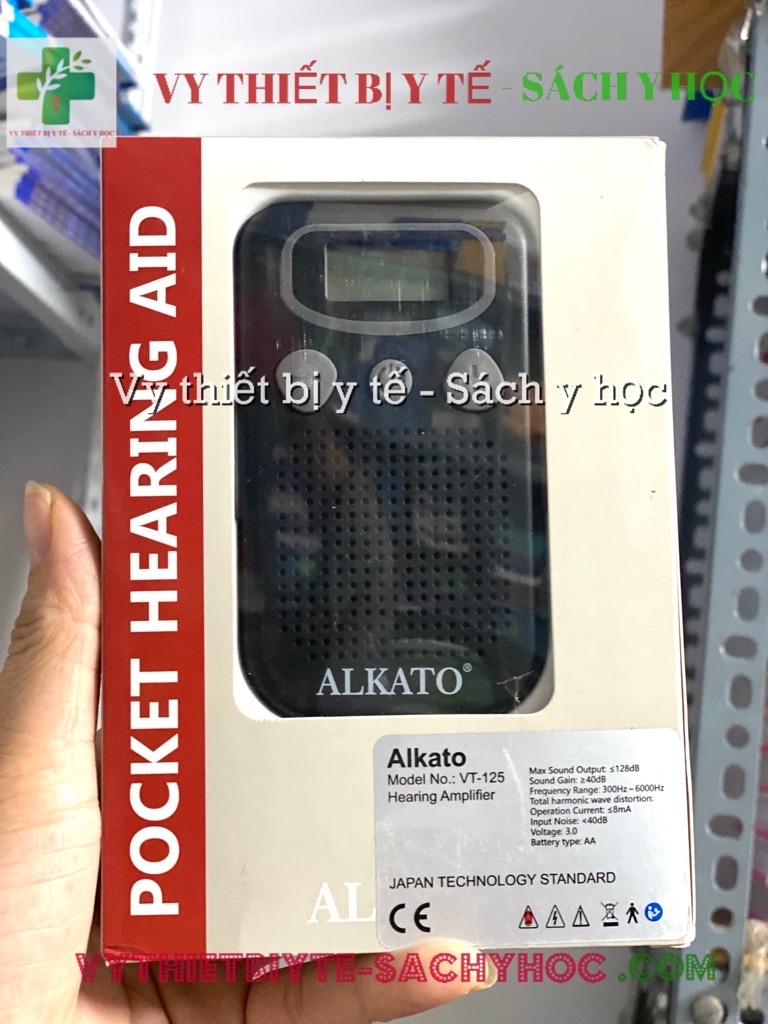 VY THIẾT BỊ Y TẾ - SÁCH Y HỌC
VY THIẾT BỊ Y TẾ - SÁCH Y HỌC
POCKET HEARING AID
Vy thiết bị y tế - Sách y học
ALKATO®
Alkato
Model No.: VT-125
Hearing Amplifier
Max Sound Output: ≤128dB
Sound Gain: ≥40dB
Frequency Range: 300Hz~6000Hz
Total harmonic wave distortion:
Operation Current: ≤8mA
Input Noise: <40dB
Voltage: 3.0
Battery type: AA
JAPAN TECHNOLOGY STANDARD
CE
AL
VYTHIETBIYTE-SACHYHOC .COM